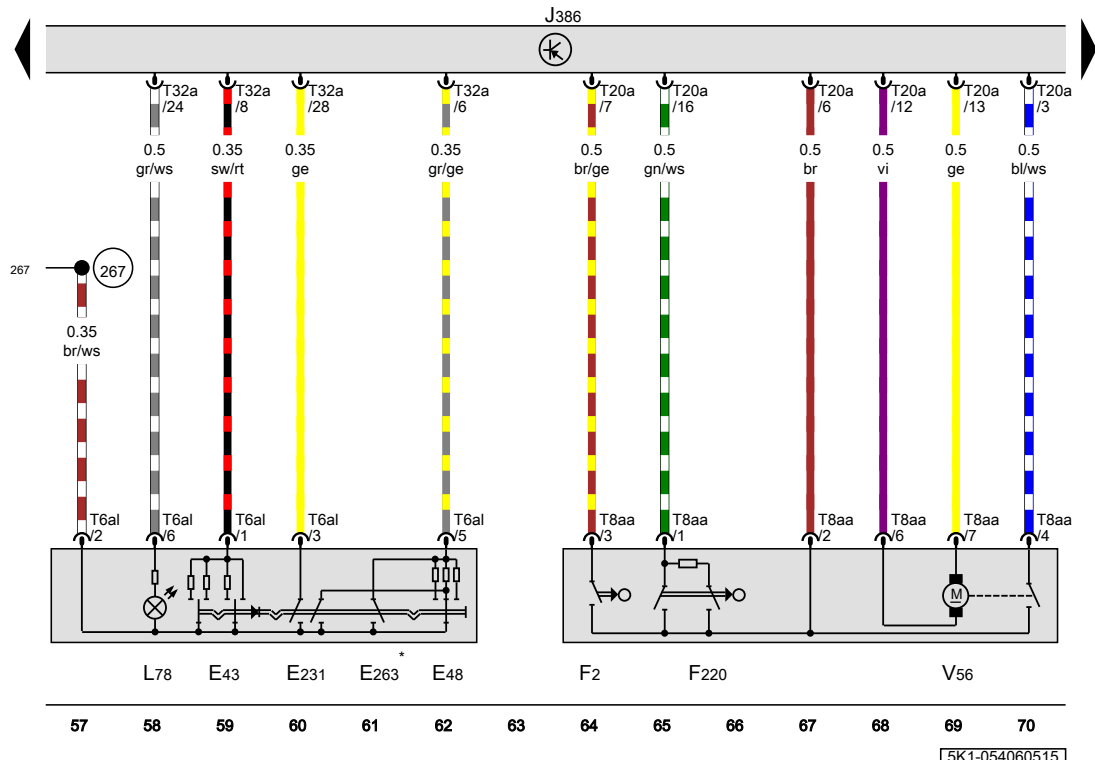 J386
T32a T32a T32a T32a T20a T20a T20a T20a T20a T20a
/24 /8 /28 /6 /7 /16 /6 /12 /13 /3
0.5 0.35 0.35 0.35 0.5 0.5 0.5 0.5 0.5 0.5
gr/ws sw/rt ge gr/ge br/ge gn/ws br vi ge bl/ws
267 267
0.35
br/ws
T6al T6al T6al T6al T6al T8aa T8aa T8aa T8aa T8aa T8aa
/2 /6 /1 /3 /5 /3 /1 /2 /6 /7 /4
M
*
L78 E43 E231 E263 E48 F2 F220 V56
57 58 59 60 61 62 63 64 65 66 67 68 69 70
5K1-054060515